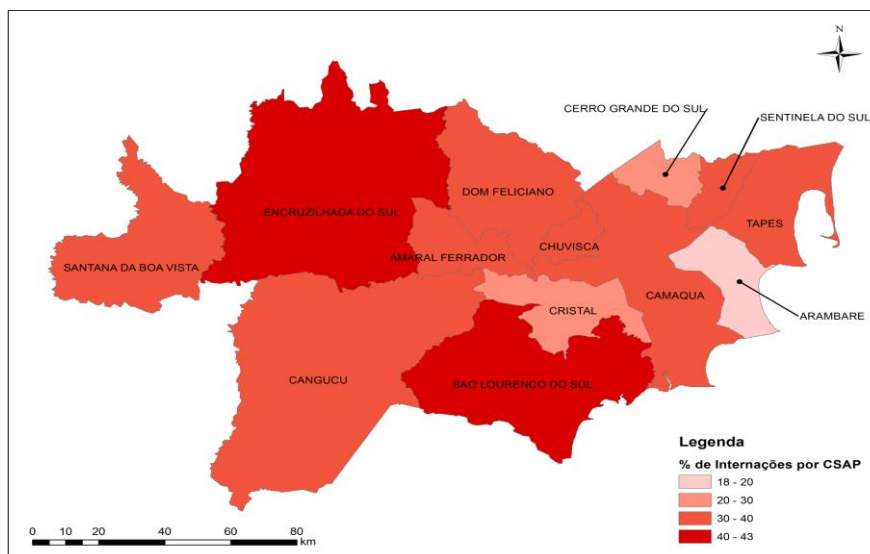 N
CERRO GRANDE DO SUL
SENTINELA DO SUL
DOM FELICIANO
ENCRUZILHADA DO SUL
TAPES
CHUVISCA
AMARAL FERRADOR
SANTANA DA BOA VISTA
CAMAQUA
CRISTAL
ARAMBARE
CANGUCU
SAO LOURENCO DO SUL
Legenda
% de Internações por CSAP
18 - 20
20 - 30
30 - 40
40 - 43
0 10 20 40 60 80
km